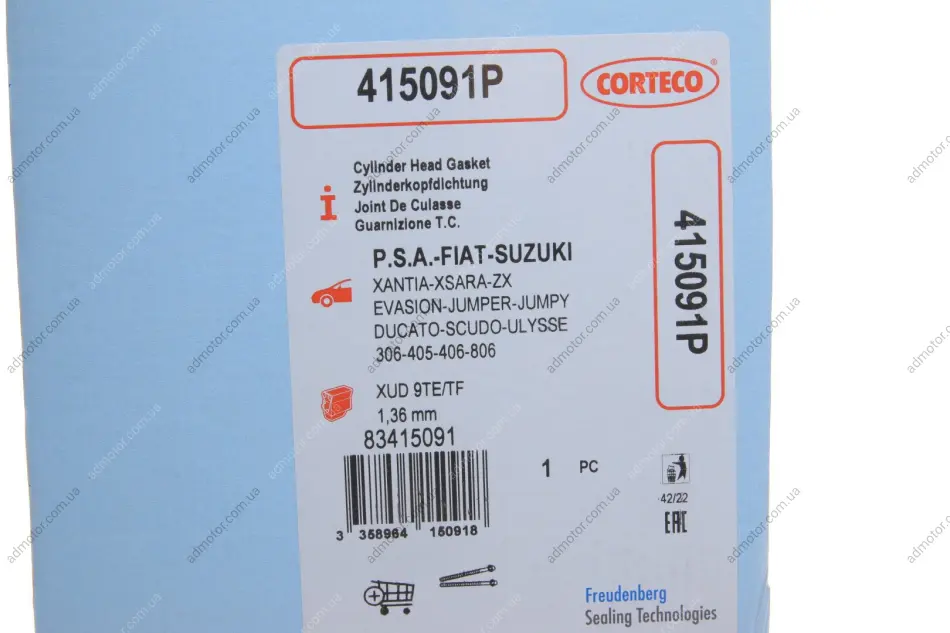 415091P
CORTECO®
Cylinder Head Gasket
Zylinderkopfdichtung
Joint De Culasse
Guarnizione T.C.
i
P.S.A.-FIAT-SUZUKI
XANTIA-XSARA-ZX
EVASION-JUMPER-JUMPY
DUCATO-SCUDO-ULYSSE
306-405-406-806
415091P
XUD 9TE/TF
1,36 mm
83415091
3 358964 150918
1 PC
42/22
EAC
Freudenberg
Sealing Technologies
admotor.com.ua